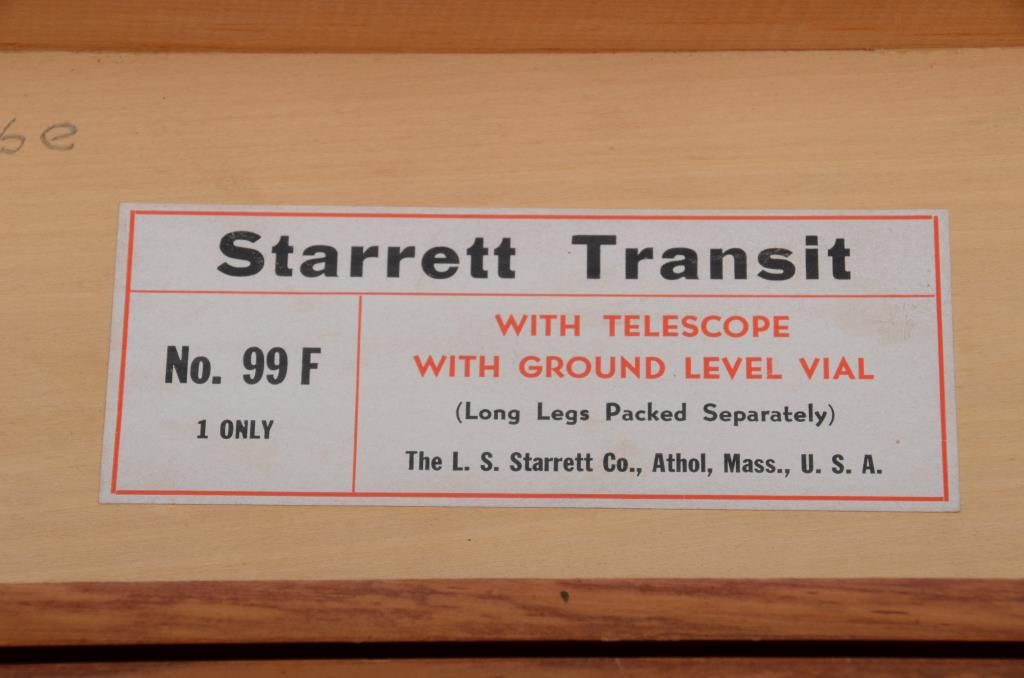 Starrett Transit
No. 99 F
1 ONLY
WITH TELESCOPE
WITH GROUND LEVEL VIAL
(Long Legs Packed Separately)
The L. S. Starrett Co., Athol, Mass., U. S. A.